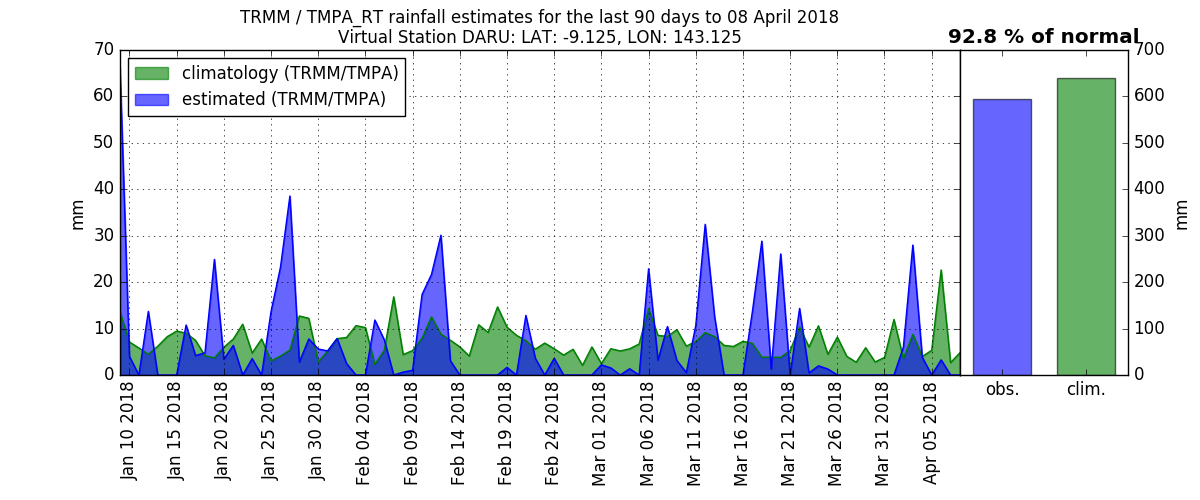 TRMM / TMPA_RT rainfall estimates for the last 90 days to 08 April 2018
Virtual Station DARU: LAT: -9.125, LON: 143.125
92.8 % of normal
climatology (TRMM/TMPA)
estimated (TRMM/TMPA)
mm
70
60
50
40
30
20
10
0
Jan 10 2018
Jan 15 2018
Jan 20 2018
Jan 25 2018
Jan 30 2018
Feb 04 2018
Feb 09 2018
Feb 14 2018
Feb 19 2018
Feb 24 2018
Mar 01 2018
Mar 06 2018
Mar 11 2018
Mar 16 2018
Mar 21 2018
Mar 26 2018
Mar 31 2018
Apr 05 2018
obs.
clim.
700
600
500
400
300
200
100
0
mm